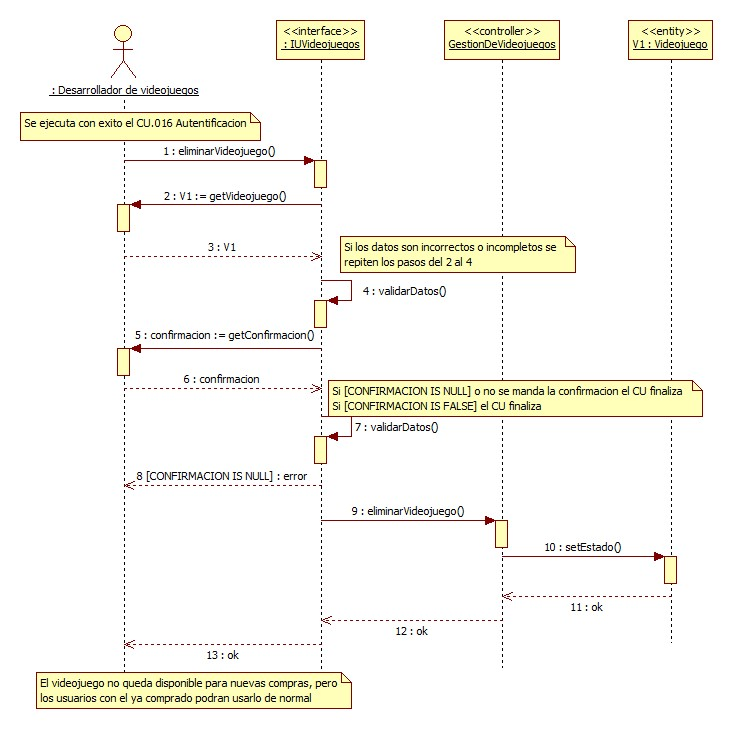 <<interface>>
: IUVideojuegos
<<controller>>
GestionDeVideojuegos
<<entity>>
V1 : Videojuego
: Desarrollador de videojuegos
Se ejecuta con exito el CU.016 Autentificacion
1 : eliminarVideojuego()
2 : V1 := getVideojuego()
3 : V1
Si los datos son incorrectos o incompletos se
repiten los pasos del 2 al 4
4 : validarDatos()
5 : confirmacion := getConfirmacion()
6 : confirmacion
Si [CONFIRMACION IS NULL] o no se manda la confirmacion el CU finaliza
Si [CONFIRMACION IS FALSE] el CU finaliza
7 : validarDatos()
8 [CONFIRMACION IS NULL] : error
9 : eliminarVideojuego()
10 : setEstado()
11 : ok
12 : ok
13 : ok
El videojuego no queda disponible para nuevas compras, pero
los usuarios con el ya comprado podran usarlo de normal